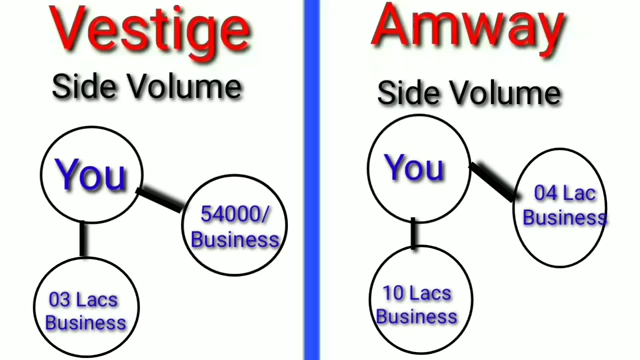 Vestige
Side Volume
You
54000/
Business
03 Lacs
Business
Amway
Side Volume
You
04 Lac
Business
10 Lacs
Business